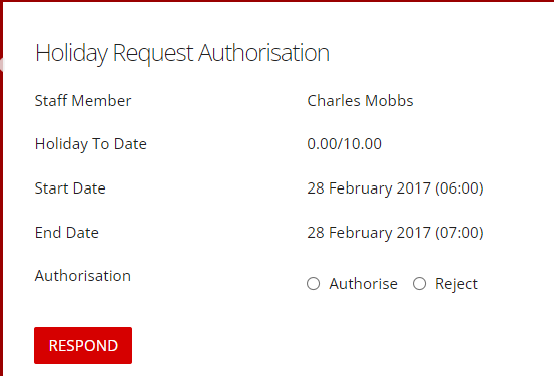 Holiday Request Authorisation
Staff Member Charles Mobbs
Holiday To Date 0.00/10.00
Start Date 28 February 2017 (06:00)
End Date 28 February 2017 (07:00)
Authorisation Authorise Reject
RESPOND